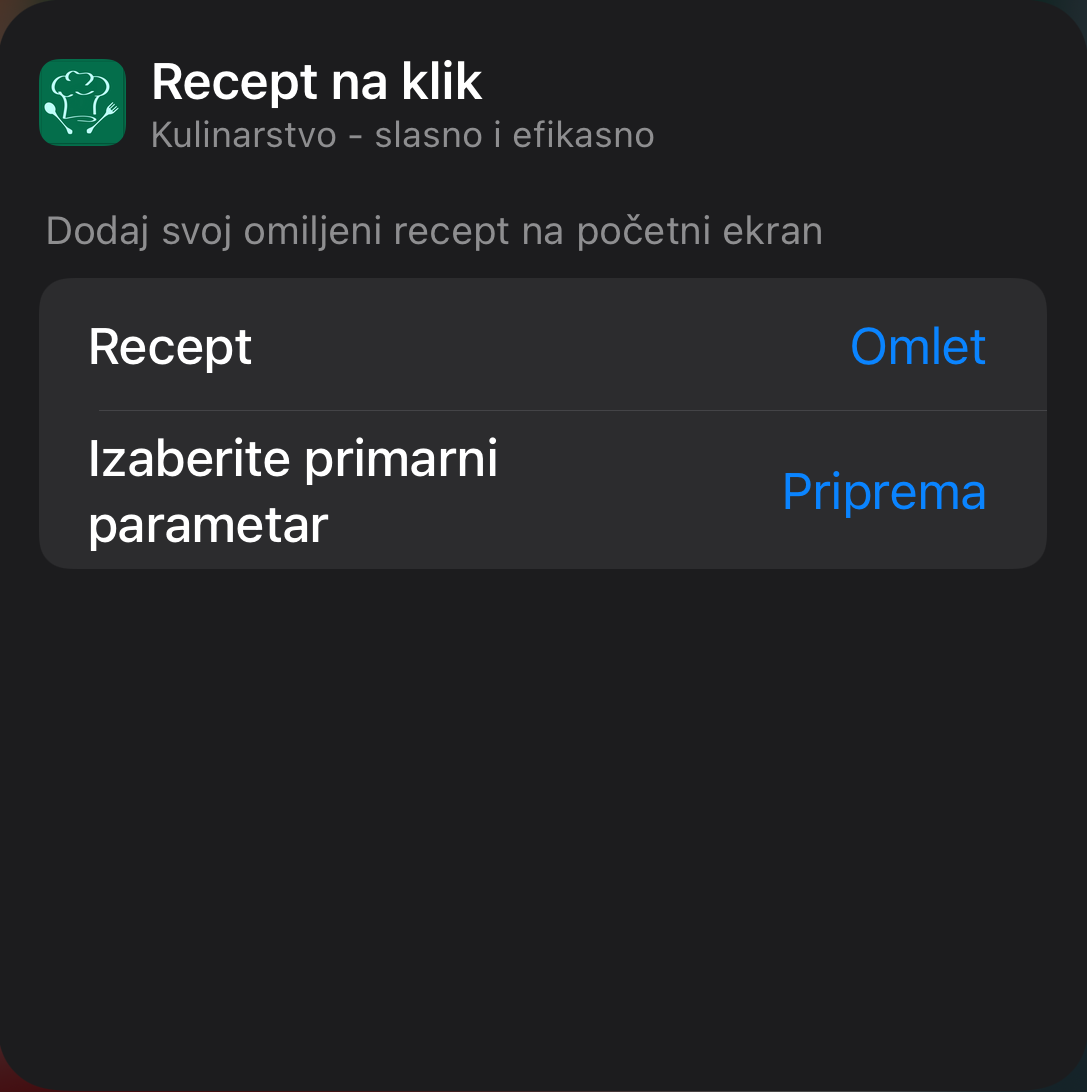 Recept na klik
Kulinarstvo - slasno i efikasno
Dodaj svoj omiljeni recept na početni ekran
Recept
Omlet
Izaberite primarni
parametar
Priprema